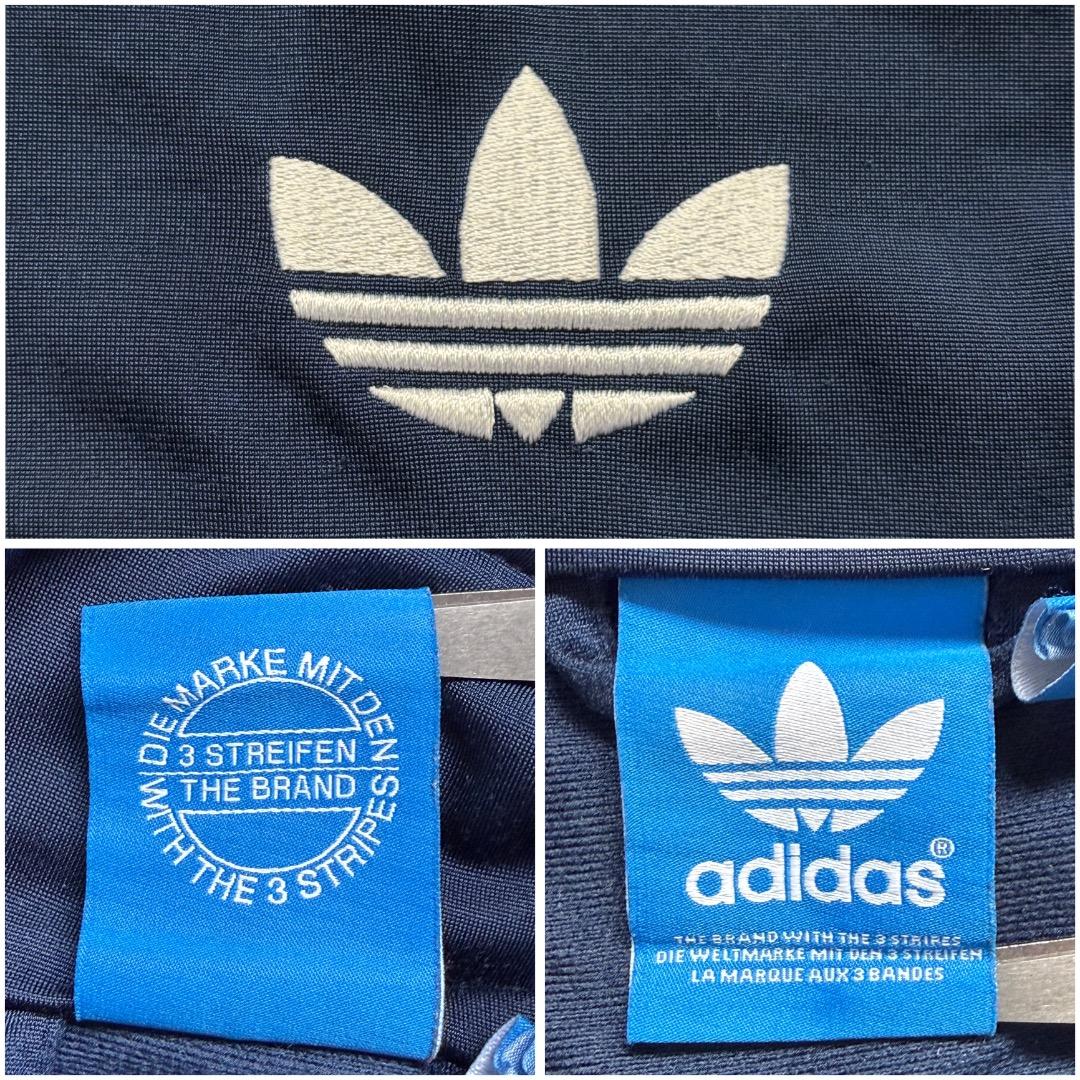 DIE MARKE MIT DEN
3 STREIFEN
THE BRAND
WITH THE 3 STRIPES
adidas®
THE BRAND WITH THE 3 STRIPES
DIE WELTMARKE MIT DEN 3 STREIFEN
LA MARQUE AUX 3 BANDES